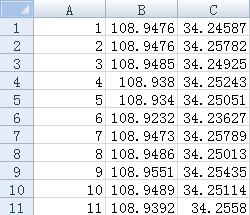 A B C
1 1 108.9476 34.24587
2 2 108.9476 34.25782
3 3 108.9485 34.24925
4 4 108.938 34.25243
5 5 108.934 34.25051
6 6 108.9232 34.23627
7 7 108.9473 34.25789
8 8 108.9486 34.25013
9 9 108.9551 34.25435
10 10 108.9489 34.25114
11 11 108.9392 34.2558